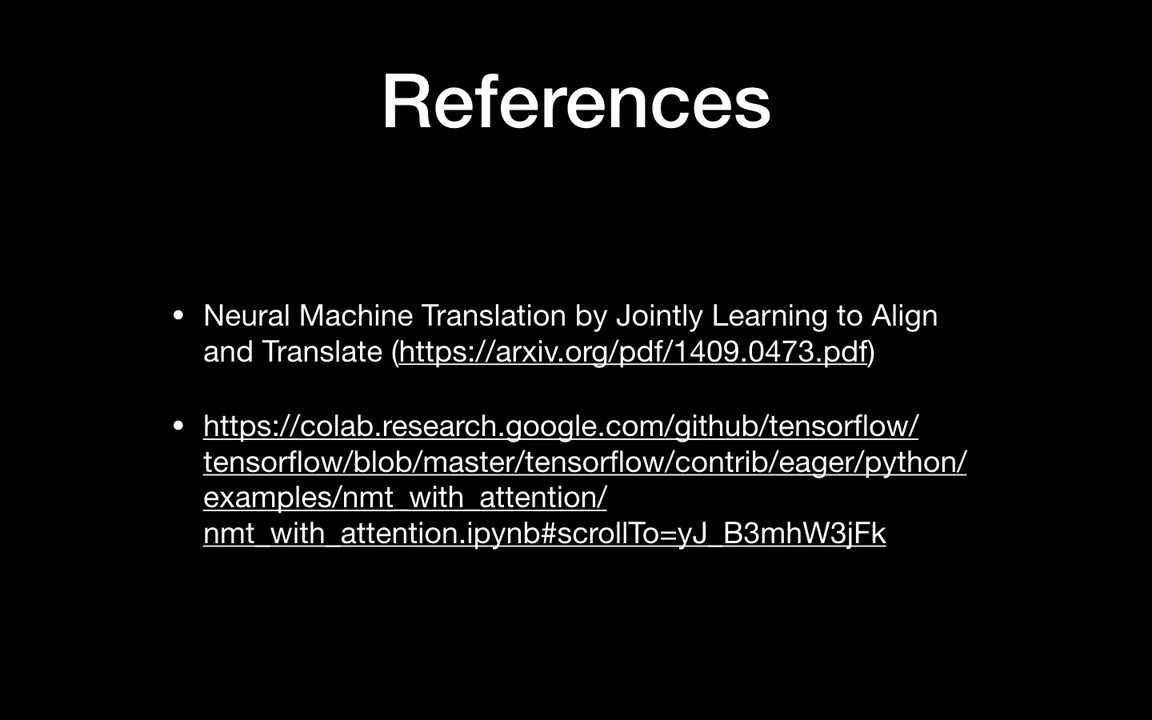 References
• Neural Machine Translation by Jointly Learning to Align
and Translate (https://arxiv.org/pdf/1409.0473.pdf)
• https://colab.research.google.com/github/tensorflow/
tensorflow/blob/master/tensorflow/contrib/eager/python/
examples/nmt_with_attention/
nmt_with_attention.ipynb#scrollTo=yJ_B3mhW3jFk